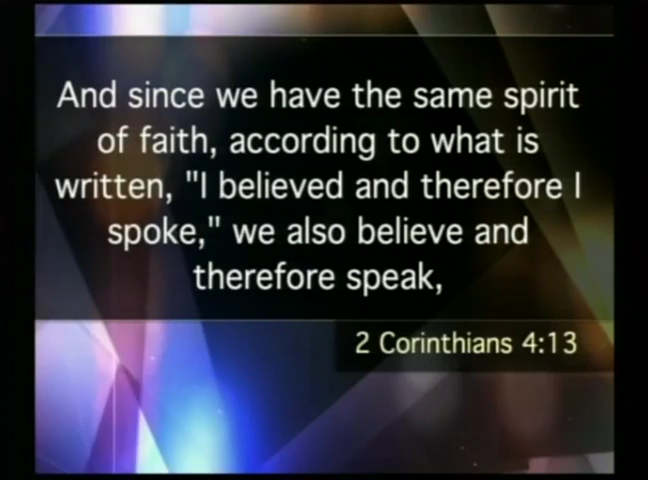 And since we have the same spirit
of faith, according to what is
written, "I believed and therefore I
spoke," we also believe and
therefore speak,
2 Corinthians 4:13